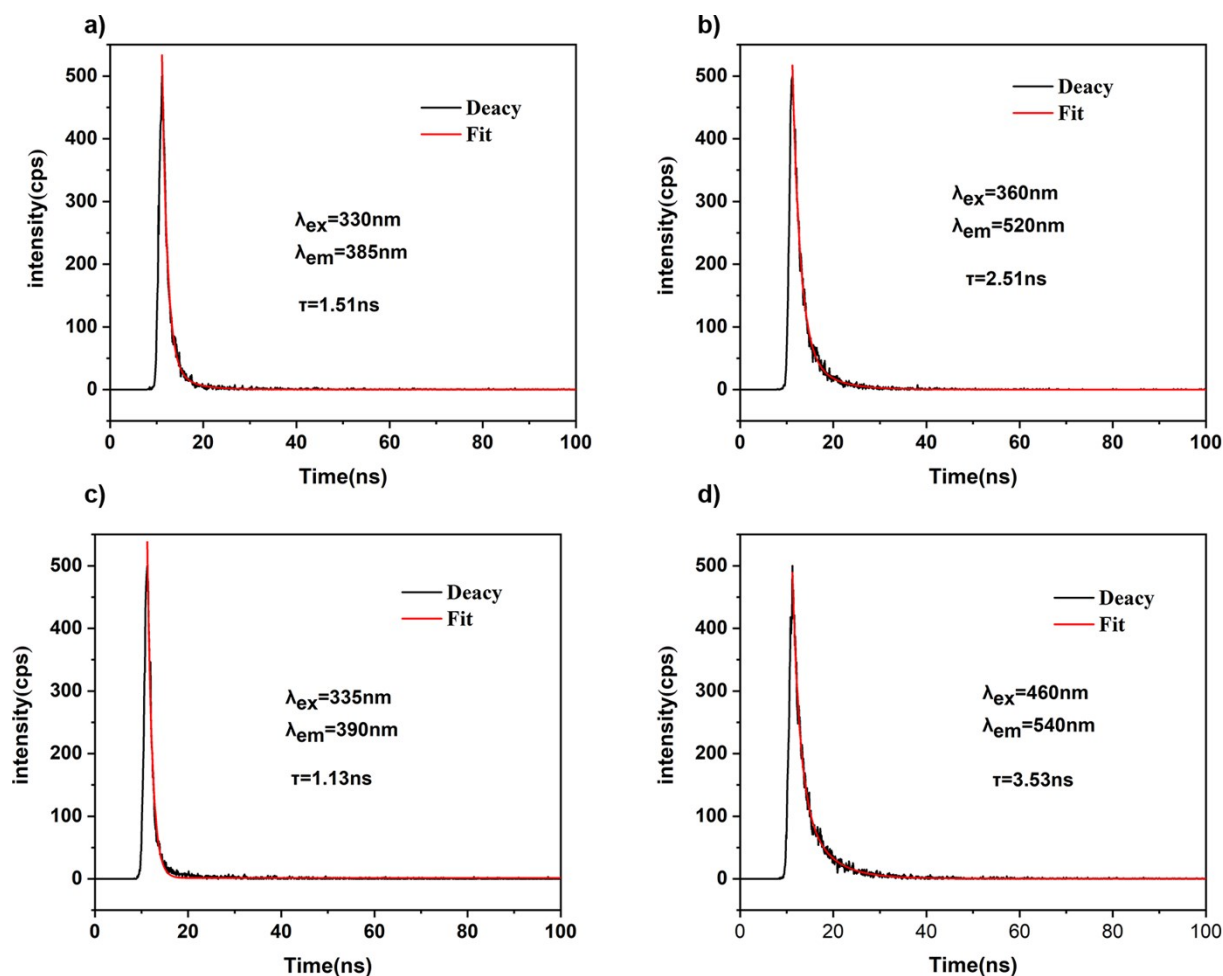 a)
500
400
300
200
100
0
intensity(cps)
Deacy
Fit
λex=330nm
λem=385nm
τ=1.51ns
0 20 40 60 80 100
Time(ns)
b)
500
400
300
200
100
0
intensity(cps)
Deacy
Fit
λex=360nm
λem=520nm
τ=2.51ns
0 20 40 60 80 100
Time(ns)
c)
500
400
300
200
100
0
intensity(cps)
Deacy
Fit
λex=335nm
λem=390nm
τ=1.13ns
0 20 40 60 80 100
Time(ns)
d)
500
400
300
200
100
0
intensity(cps)
Deacy
Fit
λex=460nm
λem=540nm
τ=3.53ns
0 20 40 60 80 100
Time(ns)